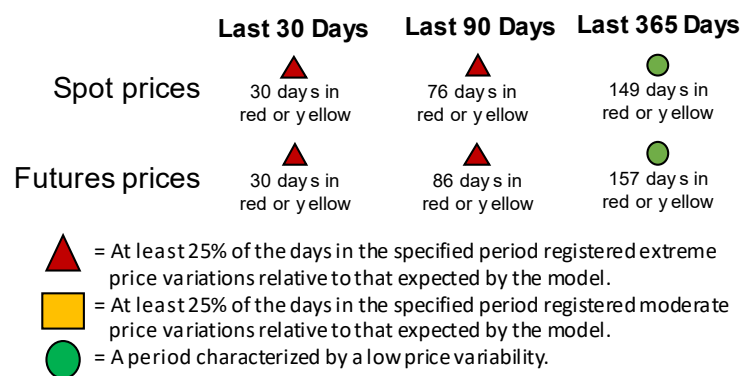 Last 30 Days Last 90 Days Last 365 Days
Spot prices
30 days in 76 days in 149 days in
red or yellow red or yellow red or yellow
Futures prices
30 days in 86 days in 157 days in
red or yellow red or yellow red or yellow
= At least 25% of the days in the specified period registered extreme
price variations relative to that expected by the model.
= At least 25% of the days in the specified period registered moderate
price variations relative to that expected by the model.
= A period characterized by a low price variability.